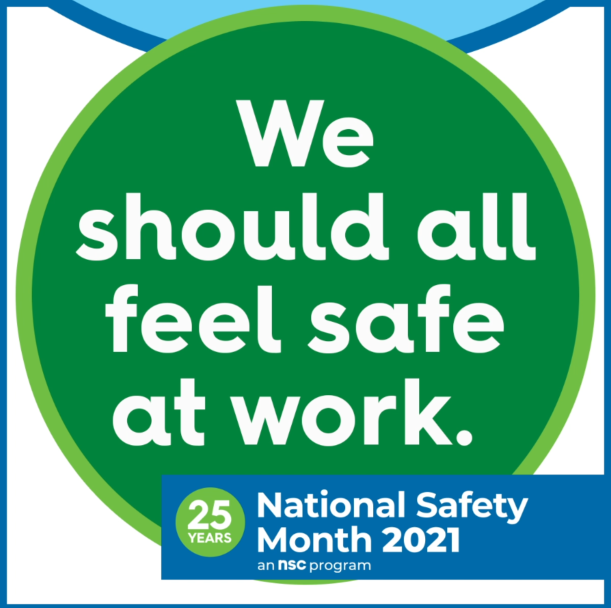 We
should all
feel safe
at work.
25
YEARS
National Safety
Month 2021
an nsc program